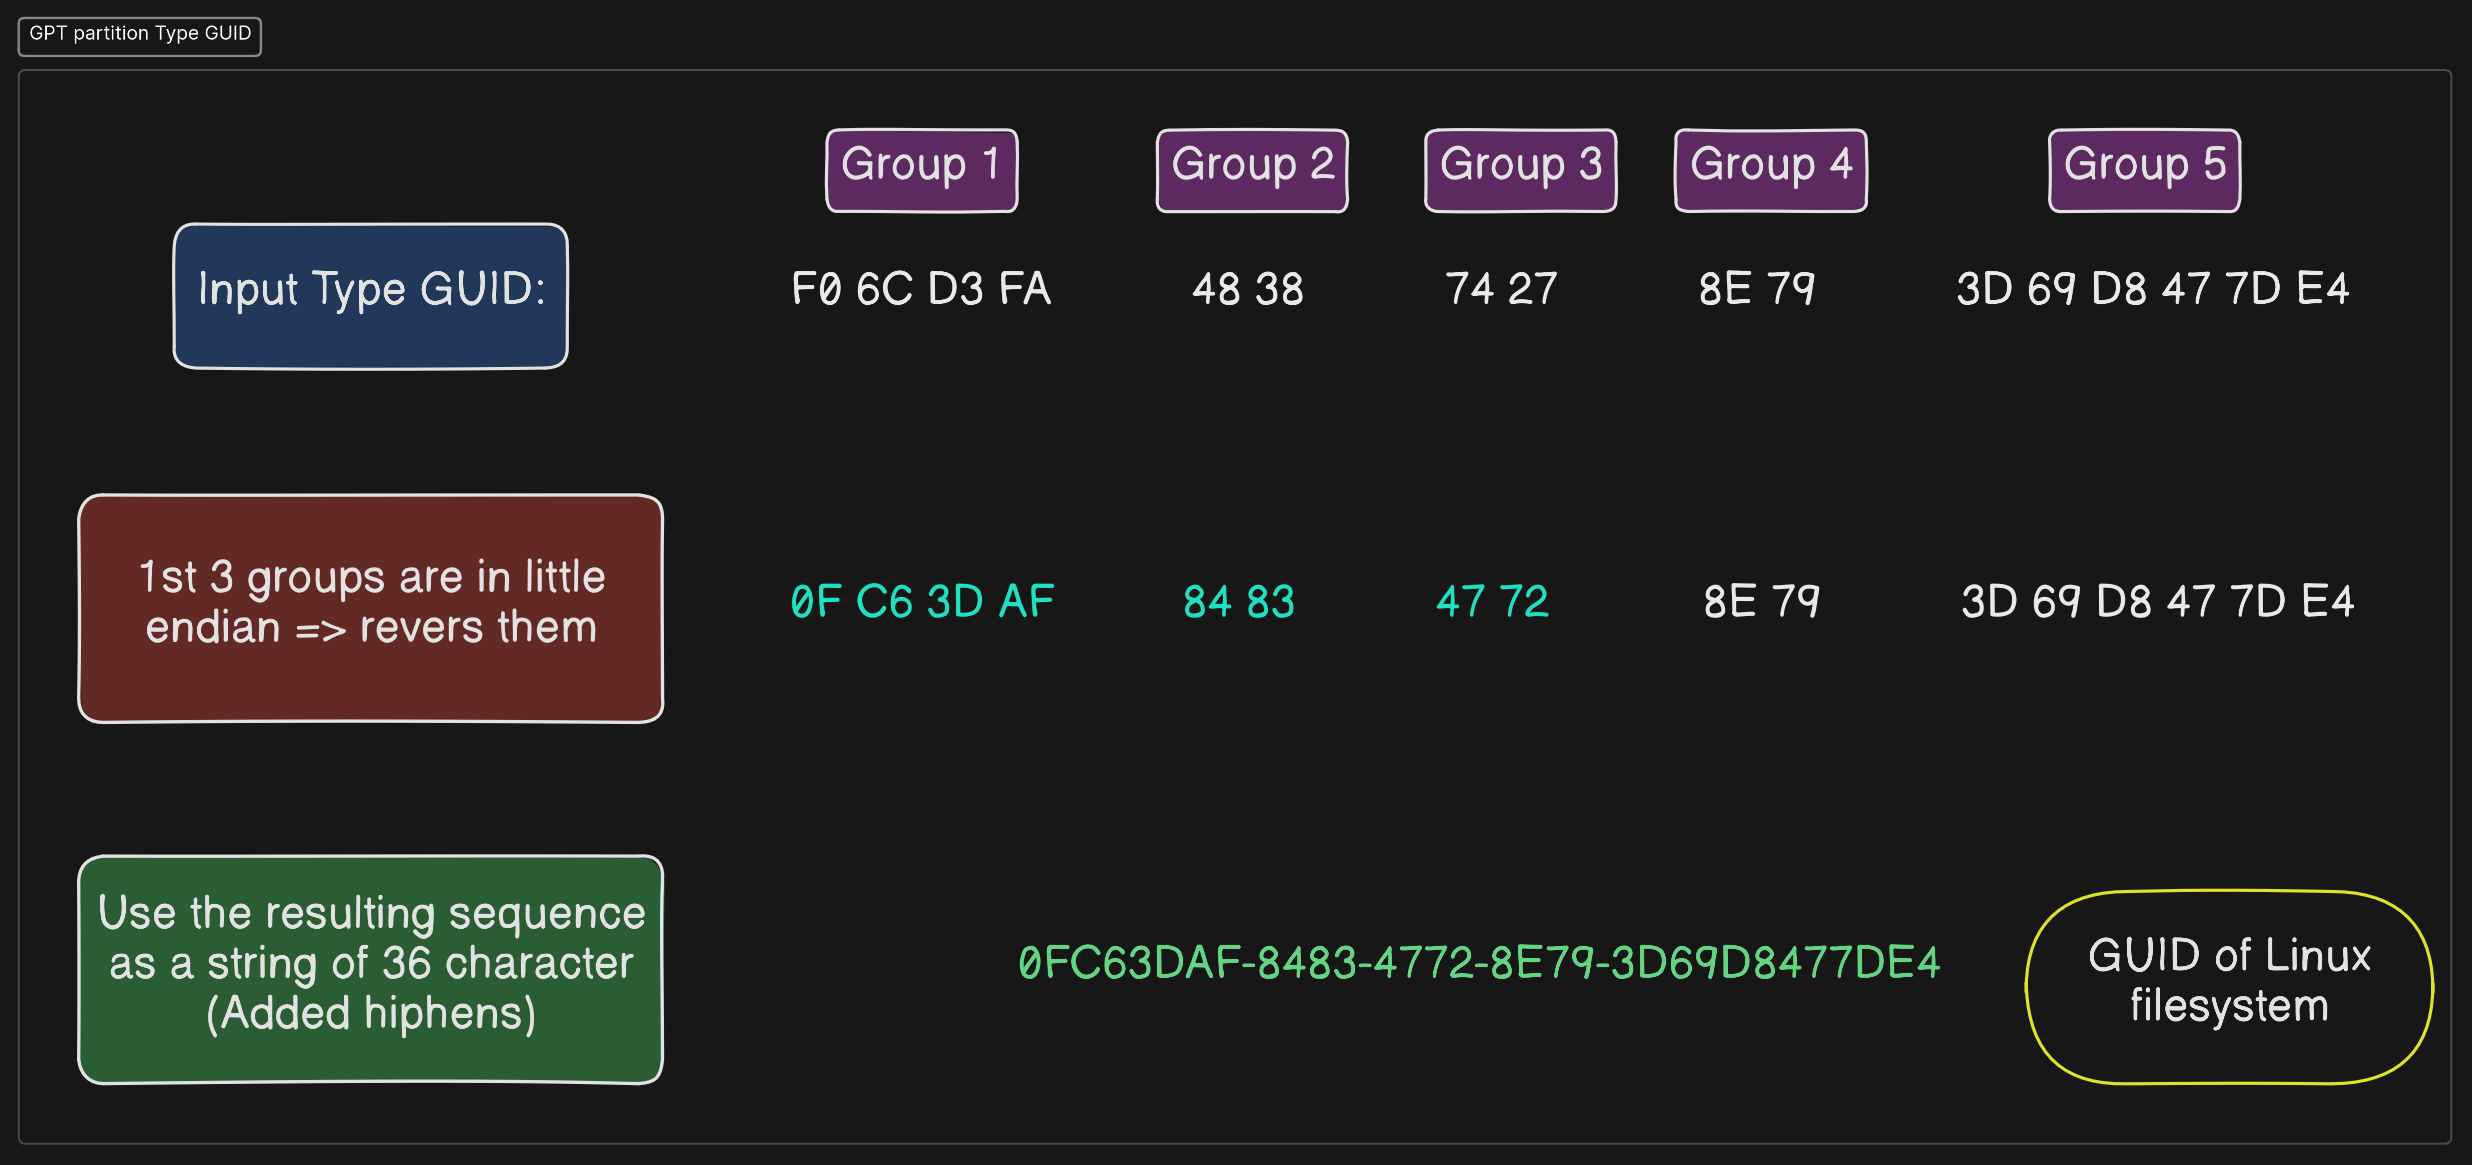 GPT partition Type GUID
Group 1 Group 2 Group 3 Group 4 Group 5
Input Type GUID: F0 6C D3 FA 48 38 74 27 8E 79 3D 69 D8 47 7D E4
1st 3 groups are in little
endian => revers them
0F C6 3D AF 84 83 47 72 8E 79 3D 69 D8 47 7D E4
Use the resulting sequence
as a string of 36 character
(Added hiphens)
0FC63DAF-8483-4772-8E79-3D69D8477DE4
GUID of Linux
filesystem